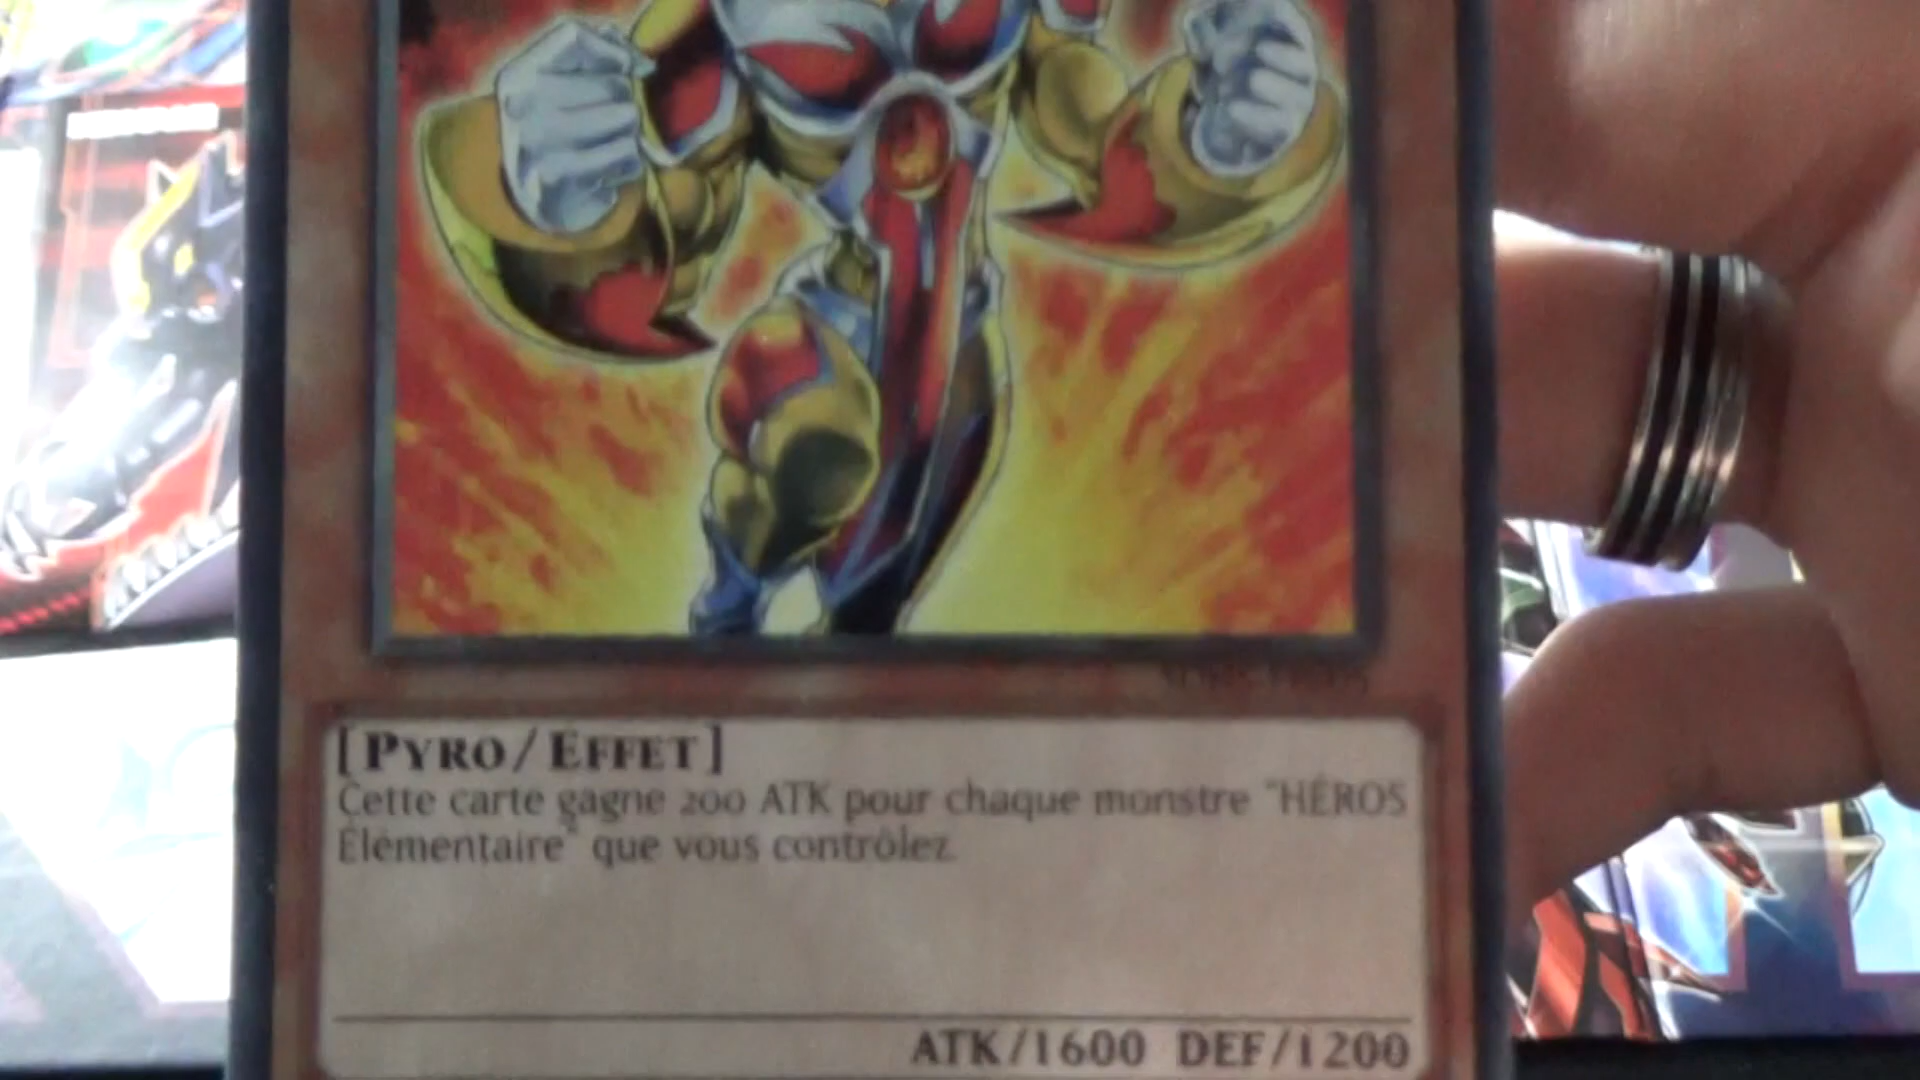 [PYRO/EFFET]
Cette carte gagne 200 ATK pour chaque monstre "HÉROS
Élémentaire" que vous contrôlez.
ATK/1600 DEF/1200